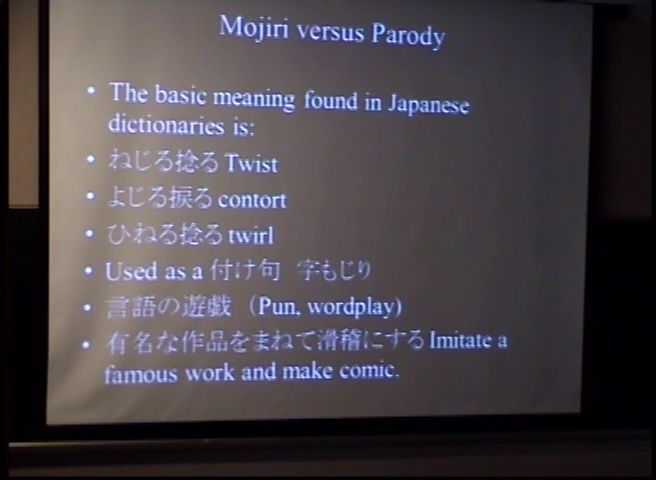 Mojiri versus Parody
• The basic meaning found in Japanese
dictionaries is:
• ねじる捻る Twist
• よじる捩る contort
• ひねる捻る twirl
• Used as a 付け句 字もじり
• 言語の遊戯 (Pun, wordplay)
• 有名な作品をまねて滑稽にする Imitate a
famous work and make comic.